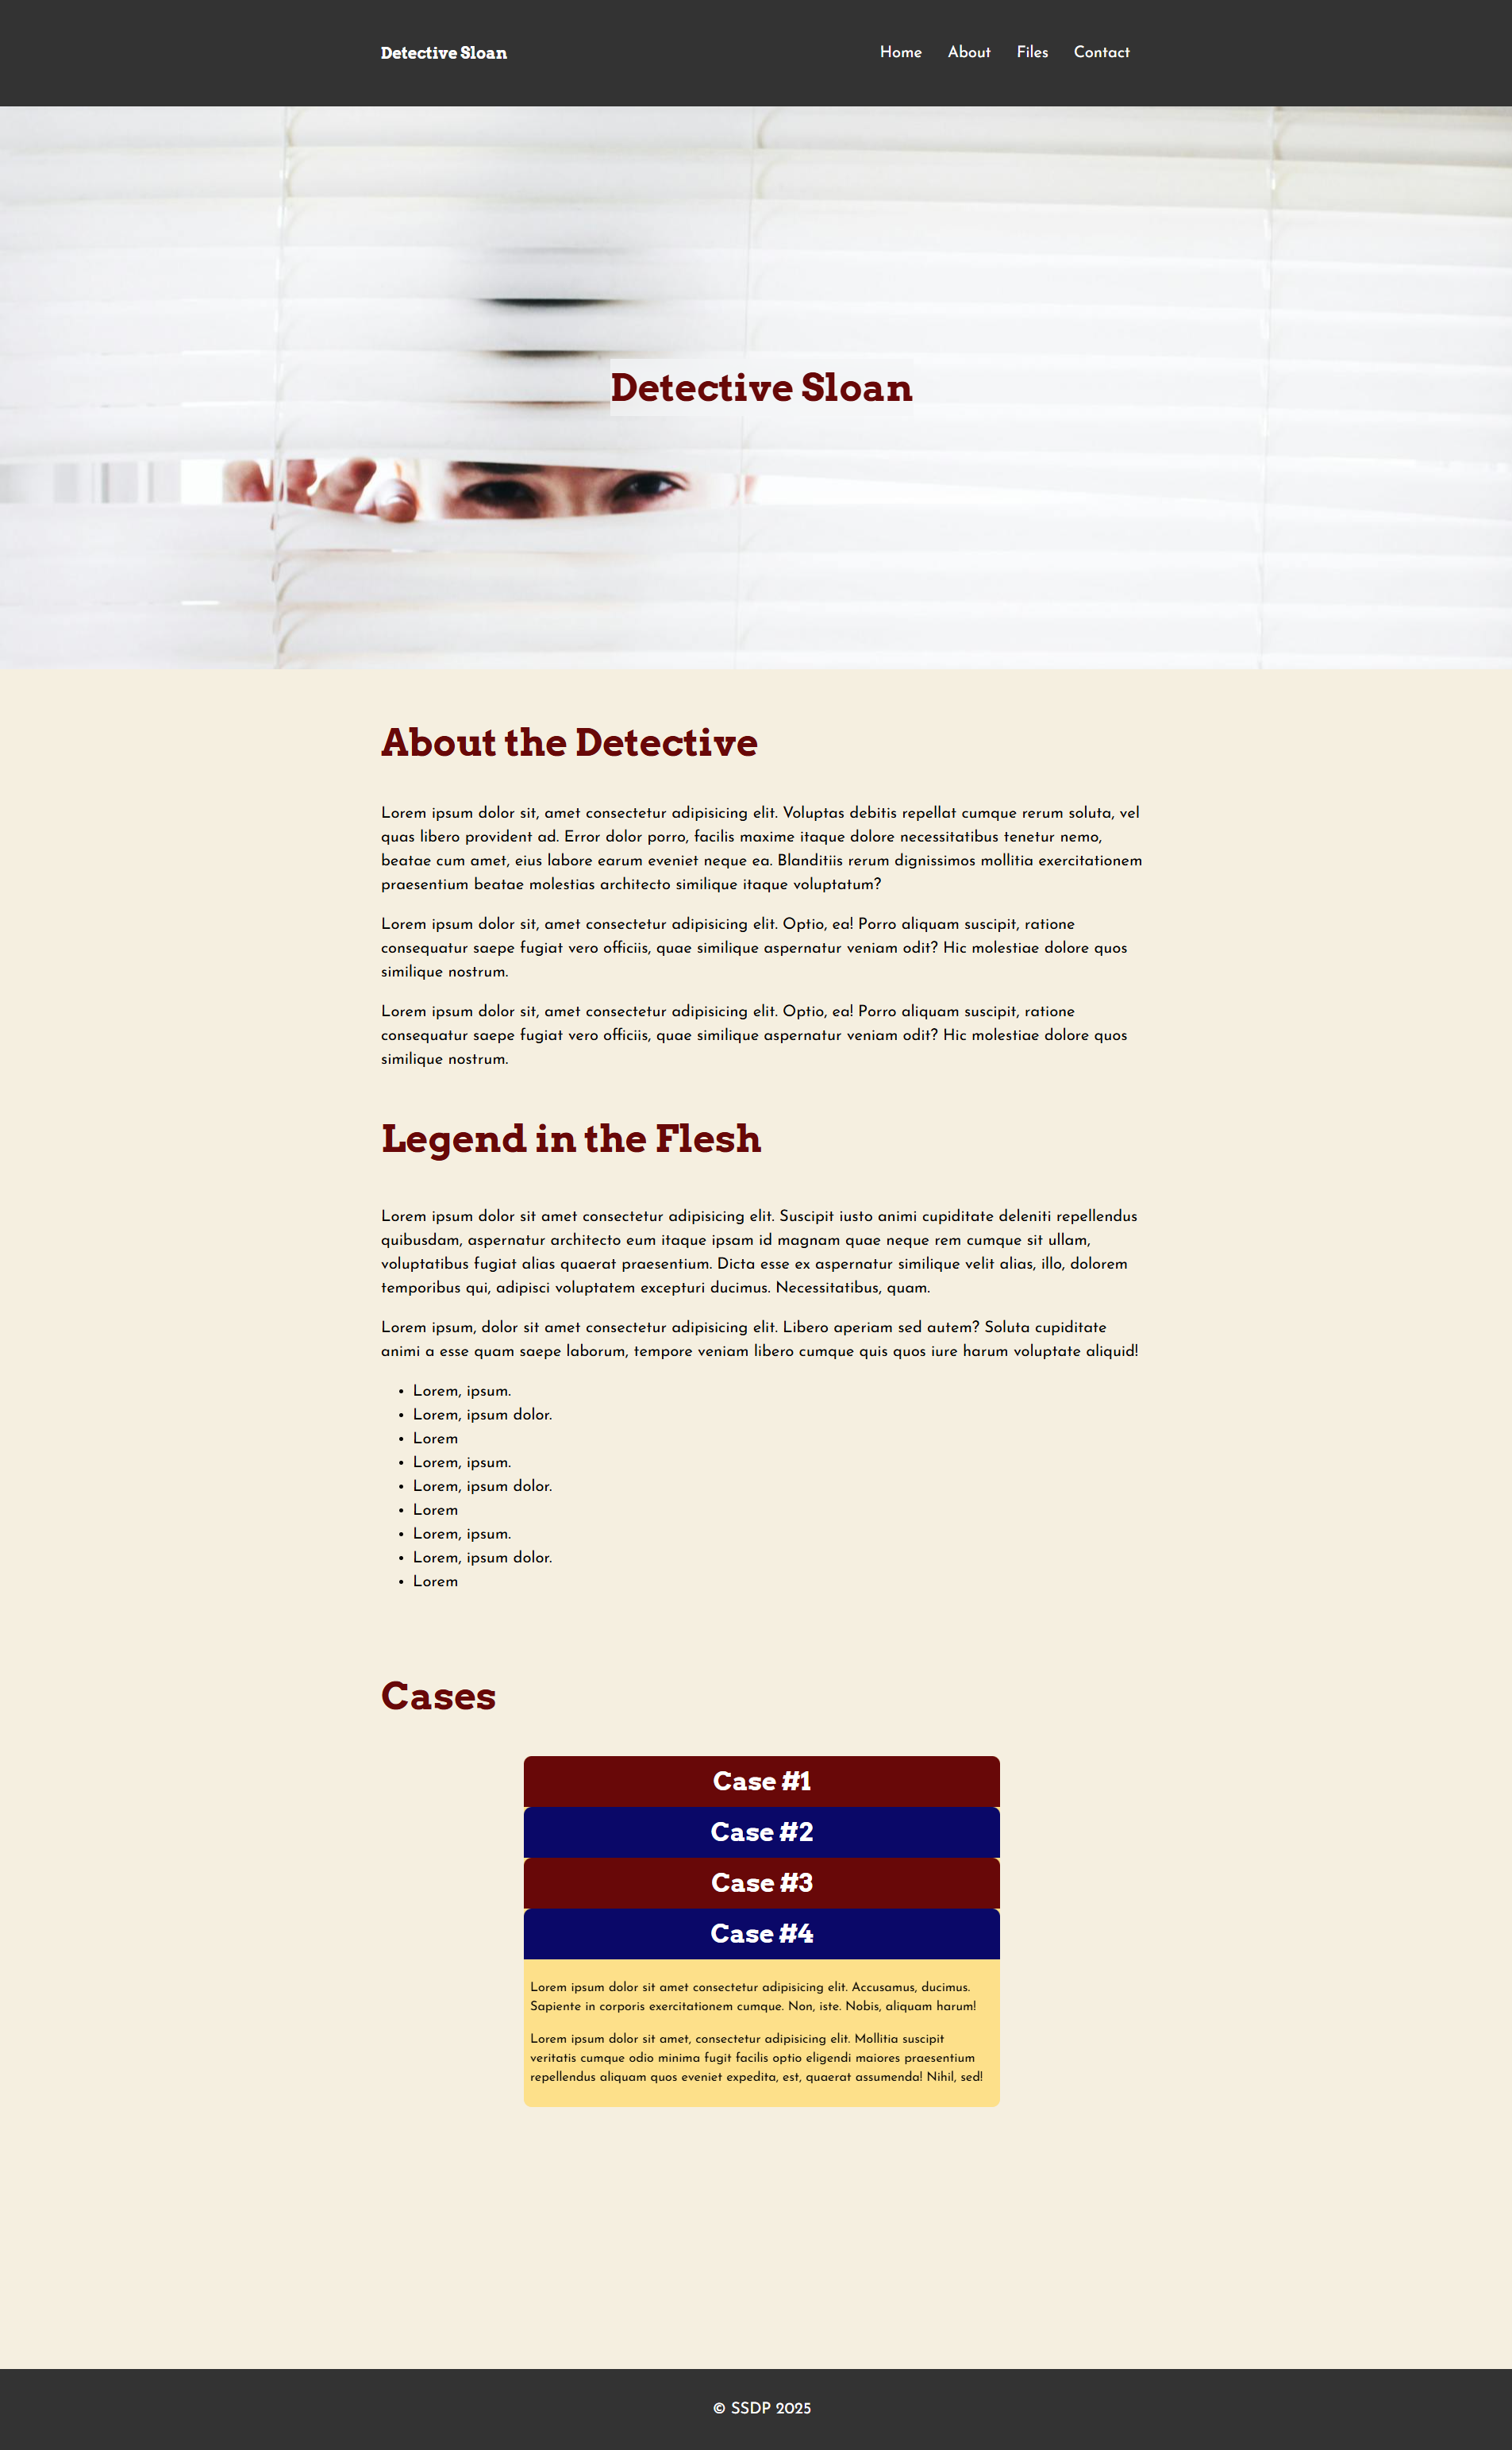 Detective Sloan
Home About Files Contact
Detective Sloan
About the Detective
Lorem ipsum dolor sit, amet consectetur adipisicing elit. Voluptas debitis repellat cumque rerum soluta, vel
quas libero provident ad. Error dolor porro, facilis maxime itaque dolore necessitatibus tenetur nemo,
beatae cum amet, eius labore earum eveniet neque ea. Blanditiis rerum dignissimos mollitia exercitationem
praesentium beatae molestias architecto similique itaque voluptatum?
Lorem ipsum dolor sit, amet consectetur adipisicing elit. Optio, ea! Porro aliquam suscipit, ratione
consequatur saepe fugiat vero officiis, quae similique aspernatur veniam odit? Hic molestiae dolore quos
similique nostrum.
Lorem ipsum dolor sit, amet consectetur adipisicing elit. Optio, ea! Porro aliquam suscipit, ratione
consequatur saepe fugiat vero officiis, quae similique aspernatur veniam odit? Hic molestiae dolore quos
similique nostrum.
Legend in the Flesh
Lorem ipsum dolor sit amet consectetur adipisicing elit. Suscipit iusto animi cupiditate deleniti repellendus
quibusdam, aspernatur architecto eum itaque ipsam id magnam quae neque rem cumque sit ullam,
voluptatibus fugiat alias quaerat praesentium. Dicta esse ex aspernatur similique velit alias, illo, dolorem
temporibus qui, adipisci voluptatem excepturi ducimus. Necessitatibus, quam.
Lorem ipsum, dolor sit amet consectetur adipisicing elit. Libero aperiam sed autem? Soluta cupiditate
animi a esse quam saepe laborum, tempore veniam libero cumque quis quos iure harum voluptate aliquid!
• Lorem, ipsum.
• Lorem, ipsum dolor.
• Lorem
• Lorem, ipsum.
• Lorem, ipsum dolor.
• Lorem
• Lorem, ipsum.
• Lorem, ipsum dolor.
• Lorem
Cases
Case #1
Case #2
Case #3
Case #4
Lorem ipsum dolor sit amet consectetur adipisicing elit. Accusamus, ducimus.
Sapiente in corporis exercitationem cumque. Non, iste. Nobis, aliquam harum!
Lorem ipsum dolor sit amet, consectetur adipisicing elit. Mollitia suscipit
veritatis cumque odio minima fugit facilis optio eligendi maiores praesentium
repellendus aliquam quos eveniet expedita, est, quaerat assumenda! Nihil, sed!
© SSDP 2025